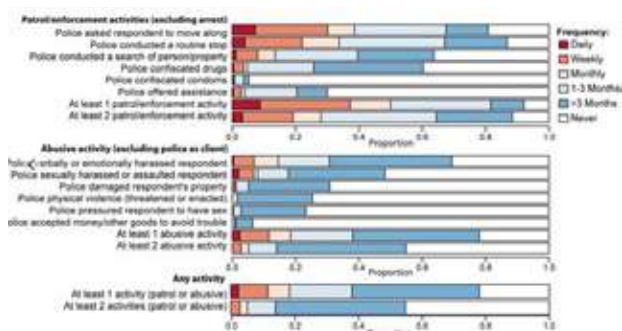 Patrol/enforcement activities (excluding arrest)
Police asked respondent to move along
Police conducted a routine stop
Police conducted a search of person/property
Police confiscated drugs
Police confiscated condoms
Police offered assistance
At least 1 patrol/enforcement activity
At least 2 patrol/enforcement activity
0.0 0.2 0.4 0.6 0.8 1.0
Proportion
Frequency:
Daily
Weekly
Monthly
1-3 Months
>3 Months
Never
Abusive activity (excluding police as client)
verbally or emotionally harassed respondent
Police sexually harassed or assaulted respondent
Police damaged respondent's property
Police physical violence (threatened or enacted)
Police pressured respondent to have sex
olice accepted money/other goods to avoid trouble
At least 1 abusive activity
At least 2 abusive activity
0.0 0.2 0.4 0.6 0.8 1.0
Proportion
Any activity
At least 1 activity (patrol or abusive)
At least 2 activities (patrol or abusive)
0.0 0.2 0.4 0.6 0.8 1.0